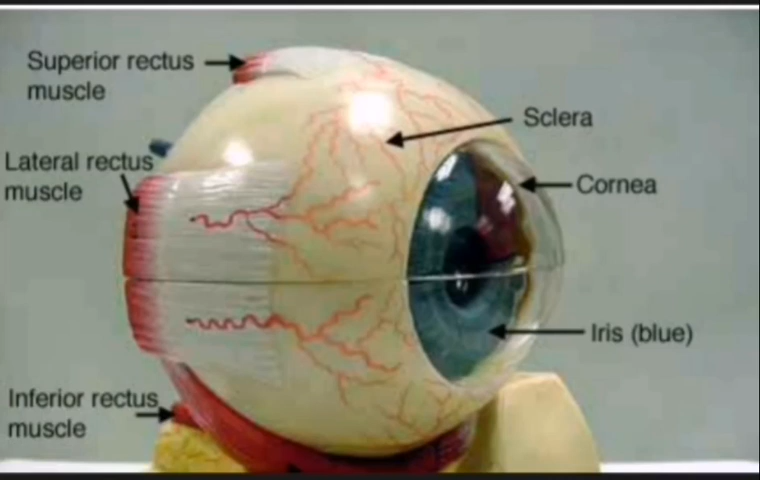 Superior rectus
muscle
Sclera
Lateral rectus
muscle
Cornea
Iris (blue)
Inferior rectus
muscle